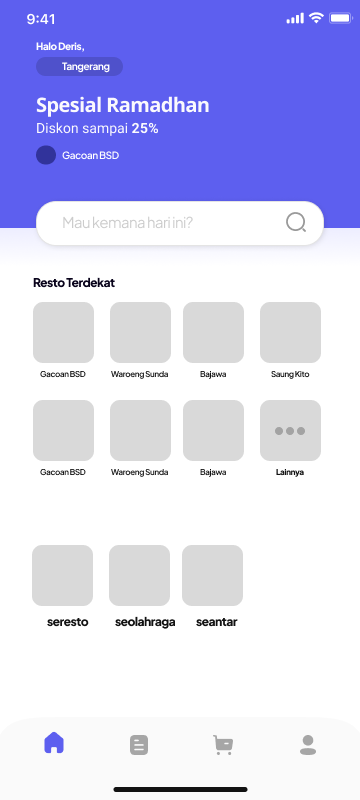 9:41
Halo Deris,
Tangerang
Spesial Ramadhan
Diskon sampai 25%
Gacoan BSD
Mau kemana hari ini?
Resto Terdekat
Gacoan BSD Waroeng Sunda Bajawa Saung Kito
Gacoan BSD Waroeng Sunda Bajawa Lainnya
seresto seolahraga seantar